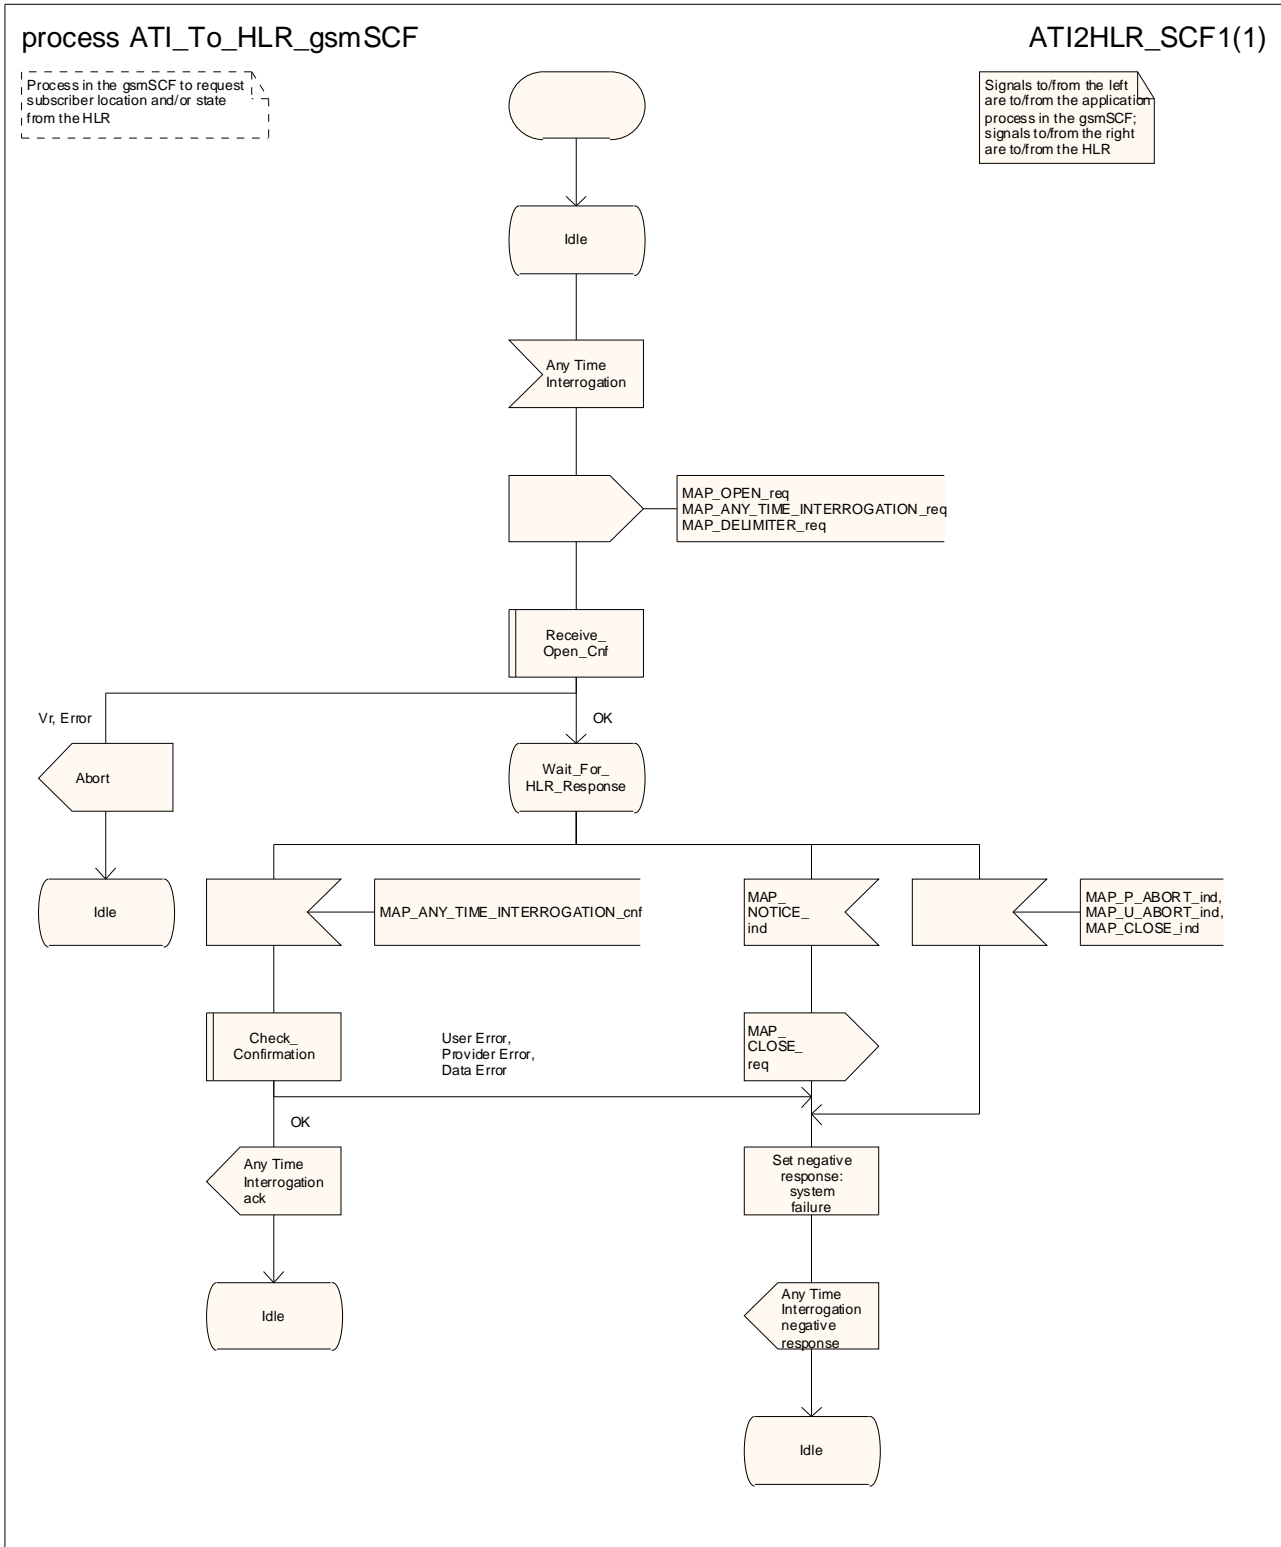 process ATI_To_HLR_gsmSCF
ATI2HLR_SCF1(1)
Process in the gsmSCF to request
subscriber location and/or state
from the HLR
Signals to/from the left
are to/from the application
process in the gsmSCF;
signals to/from the right
are to/from the HLR
Idle
Any Time
Interrogation
MAP_OPEN_req
MAP_ANY_TIME_INTERROGATION_req
MAP_DELIMITER_req
Receive_
Open_Cnf
Vr, Error
OK
Abort
Wait_For_
HLR_Response
Idle
MAP_ANY_TIME_INTERROGATION_cnf
MAP_
NOTICE_
ind
MAP_P_ABORT_ind,
MAP_U_ABORT_ind,
MAP_CLOSE_ind
Check_
Confirmation
User Error,
Provider Error,
Data Error
MAP_
CLOSE_
req
OK
Any Time
Interrogation
ack
Set negative
response:
system
failure
Idle
Any Time
Interrogation
negative
response
Idle